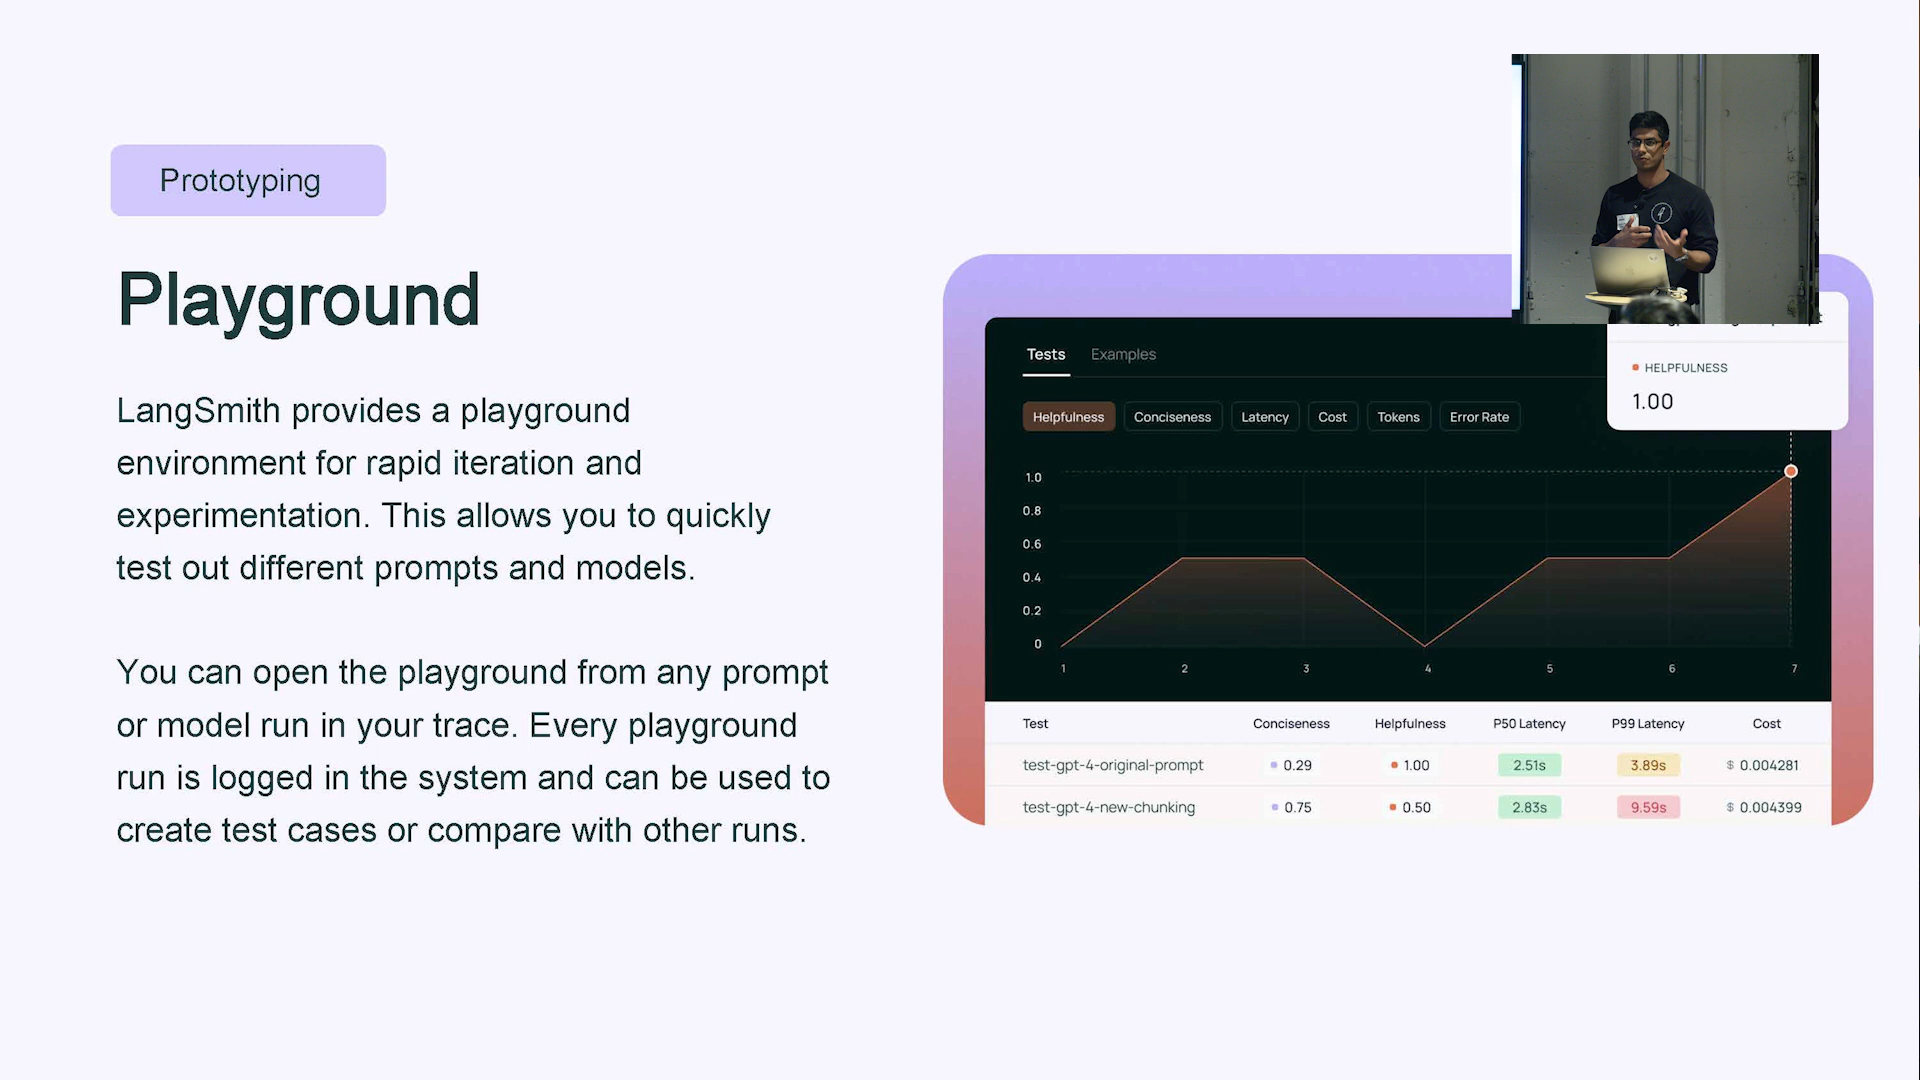 Prototyping
Playground
LangSmith provides a playground
environment for rapid iteration and
experimentation. This allows you to quickly
test out different prompts and models.
You can open the playground from any prompt
or model run in your trace. Every playground
run is logged in the system and can be used to
create test cases or compare with other runs.
Tests Examples
HELPFULNESS
1.00
Helpfulness Conciseness Latency Cost Tokens Error Rate
1.0
0.8
0.6
0.4
0.2
0
1 2 3 4 5 6 7
Test Conciseness Helpfulness P50 Latency P99 Latency Cost
test-gpt-4-original-prompt 0.29 1.00 2.51s 3.89s $ 0.004281
test-gpt-4-new-chunking 0.75 0.50 2.83s 9.59s $ 0.004399